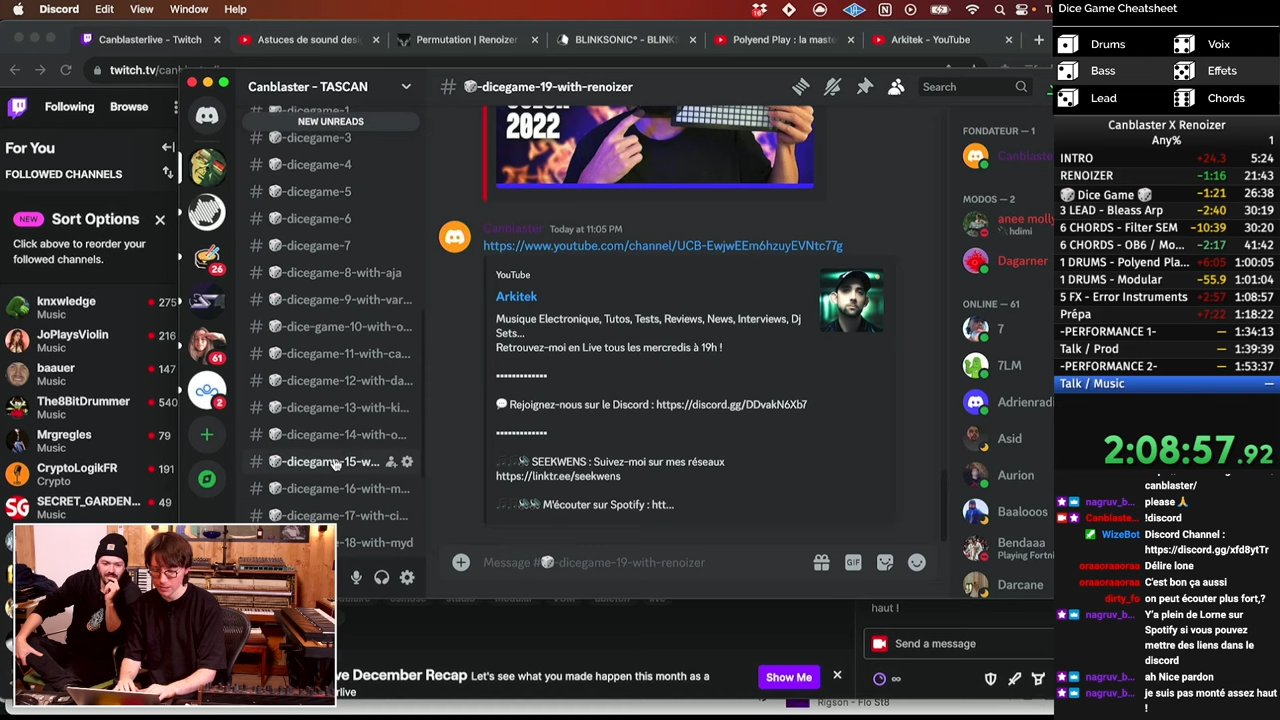 Discord Edit View Window Help
Canblasterlive - Twitch
Astuces de sound de
Permutation | Renoizer
BLINKSONIC® - BLINK
Polyend Play : la mast
Arkitek - YouTube
twitch.tv/canbl
Following Browse
For You
FOLLOWED CHANNELS
NEW Sort Options
Click above to reorder your
followed channels.
knxwledge 275
Music
JoPlaysViolin 216
Music
baauer 147
Music
The8BitDrummer 540
Music
Mrgregles 79
Music
CryptoLogikFR 191
Crypto
SECRET_GARDEN... 49
Canblaster - TASCAN
NEW UNREADS
# -dicegame-1
# -dicegame-3
# -dicegame-4
# -dicegame-5
# -dicegame-6
# -dicegame-7
# -dicegame-8-with-aja
# -dicegame-9-with-var...
# -dice-game-10-with-o...
# -dicegame-11-with-ca...
# -dicegame-12-with-da...
# -dicegame-13-with-ki...
# -dicegame-14-with-o...
# -dicegame-15-w...
# -dicegame-16-with-m...
# -dicegame-17-with-ci...
-18-with-myd
26
61
2
# 🎲-dicegame-19-with-renoizer
Search
2022
Canblaster Today at 11:05 PM
https://www.youtube.com/channel/UCB-EwjwEEm6hzuyEVNtc77g
YouTube
Arkitek
Musique Electronique, Tutos, Tests, Reviews, News, Interviews, Dj
Sets...
Retrouvez-moi en Live tous les mercredis à 19h !
💬 Rejoignez-nous sur le Discord : https://discord.gg/DDvakN6Xb7
SEEKWENS : Suivez-moi sur mes réseaux
https://linktr.ee/seekwens
M'écouter sur Spotify : htt...
Message #🎲-dicegame-19-with-renoizer
GIF
FONDATEUR — 1
Canblaste
MODOS — 2
anee molly
hdimi
Dagarner
ONLINE — 61
7
7LM
Adrienrad
Asid
Aurion
Baalooos
Bendaaa
Playing Fortni
Darcane
haut !
Send a message
ve December Recap Let's see what you made happen this month as a
rlive
Show Me
Rigson - Flo St8
Dice Game Cheatsheet
Drums Voix
Bass Effets
Lead Chords
Canblaster X Renoizer
Any% 1
INTRO +24.3 5:24
RENOIZER −1:16 21:43
🎲 Dice Game 🎲 −1:21 26:38
3 LEAD - Bleass Arp −2:40 30:19
6 CHORDS - Filter SEM −10:39 30:20
6 CHORDS - OB6 / Mo... −2:17 41:42
1 DRUMS - Polyend Pla... +6:05 1:00:05
1 DRUMS - Modular −55.9 1:01:04
5 FX - Error Instruments +2:57 1:08:57
Prépa +7:22 1:18:22
-PERFORMANCE 1- — 1:34:13
Talk / Prod — 1:39:39
-PERFORMANCE 2- — 1:53:37
Talk / Music —
2:08:57.92
canblaster/
nagruv_b... please 🙏
Canblaste... !discord
WizeBot Discord Channel :
https://discord.gg/xf8ytTr
oraaoraaoraa Délire lone
oraaoraaoraa C'est bon ça aussi
dirty_fo on peut écouter plus fort,?
nagruv_b... Y'a plein de Lorne sur
Spotify si vous pouvez
mettre des liens dans le
discord
nagruv_b... ah Nice pardon
nagruv_b... je suis pas monté assez haut
!